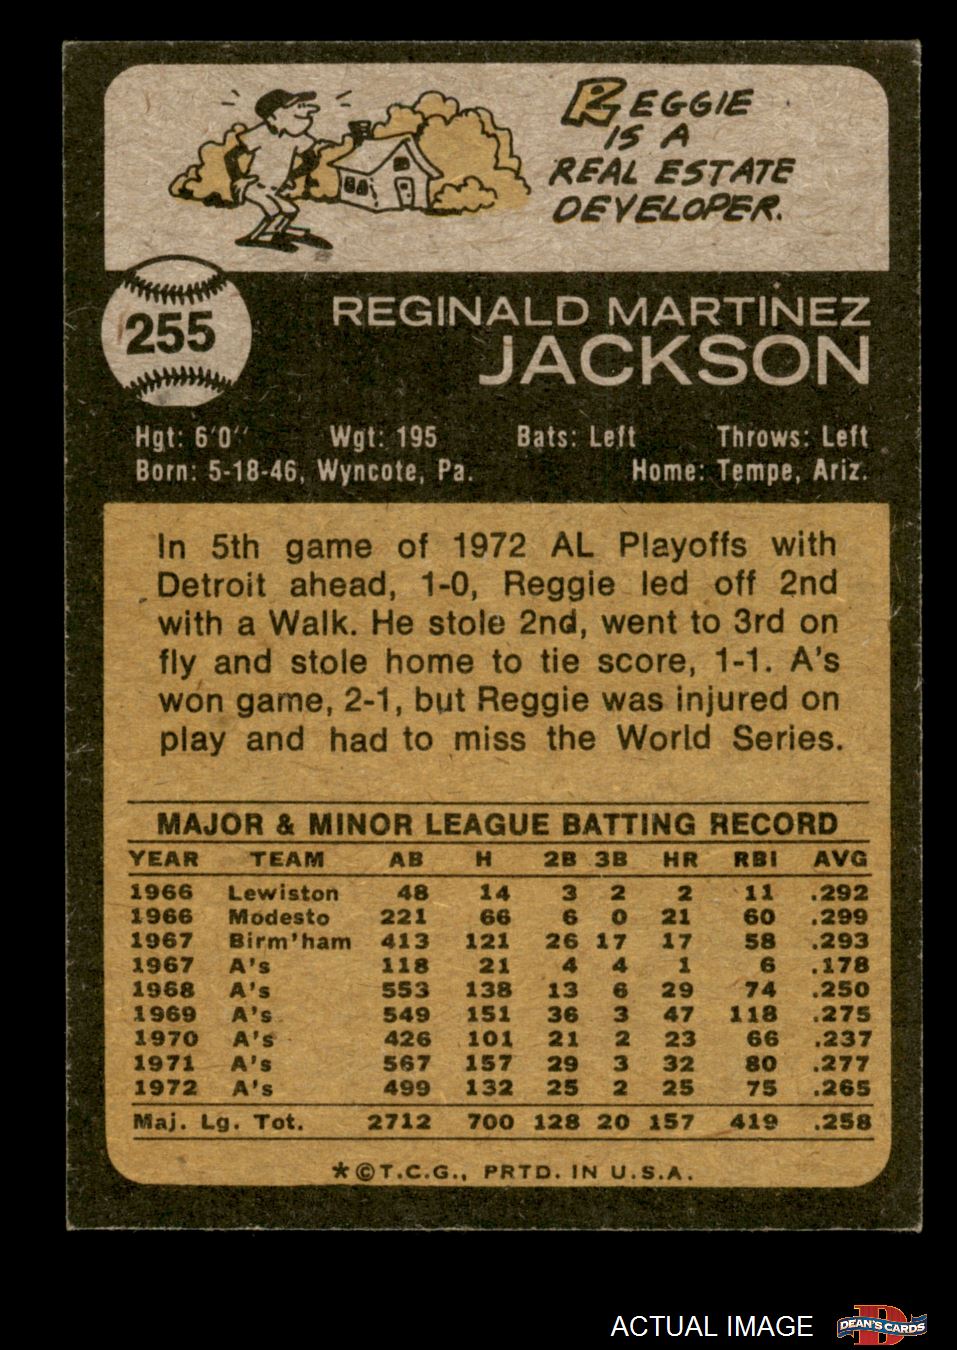 REGGIE
IS A
REAL ESTATE
DEVELOPER.
255
REGINALD MARTINEZ
JACKSON
Hgt: 6'0" Wgt: 195 Bats: Left Throws: Left
Born: 5-18-46, Wyncote, Pa. Home: Tempe, Ariz.
In 5th game of 1972 AL Playoffs with
Detroit ahead, 1-0, Reggie led off 2nd
with a Walk. He stole 2nd, went to 3rd on
fly and stole home to tie score, 1-1. A's
won game, 2-1, but Reggie was injured on
play and had to miss the World Series.
MAJOR & MINOR LEAGUE BATTING RECORD
YEAR TEAM AB H 2B 3B HR RBI AVG
1966 Lewiston 48 14 3 2 2 11 .292
1966 Modesto 221 66 6 0 21 60 .299
1967 Birm'ham 413 121 26 17 17 58 .293
1967 A's 118 21 4 4 1 6 .178
1968 A's 553 138 13 6 29 74 .250
1969 A's 549 151 36 3 47 118 .275
1970 A's 426 101 21 2 23 66 .237
1971 A's 567 157 29 3 32 80 .277
1972 A's 499 132 25 2 25 75 .265
Maj. Lg. Tot. 2712 700 128 20 157 419 .258
*©T.C.G., PRTD. IN U.S.A.
ACTUAL IMAGE DEAN'S CARDS